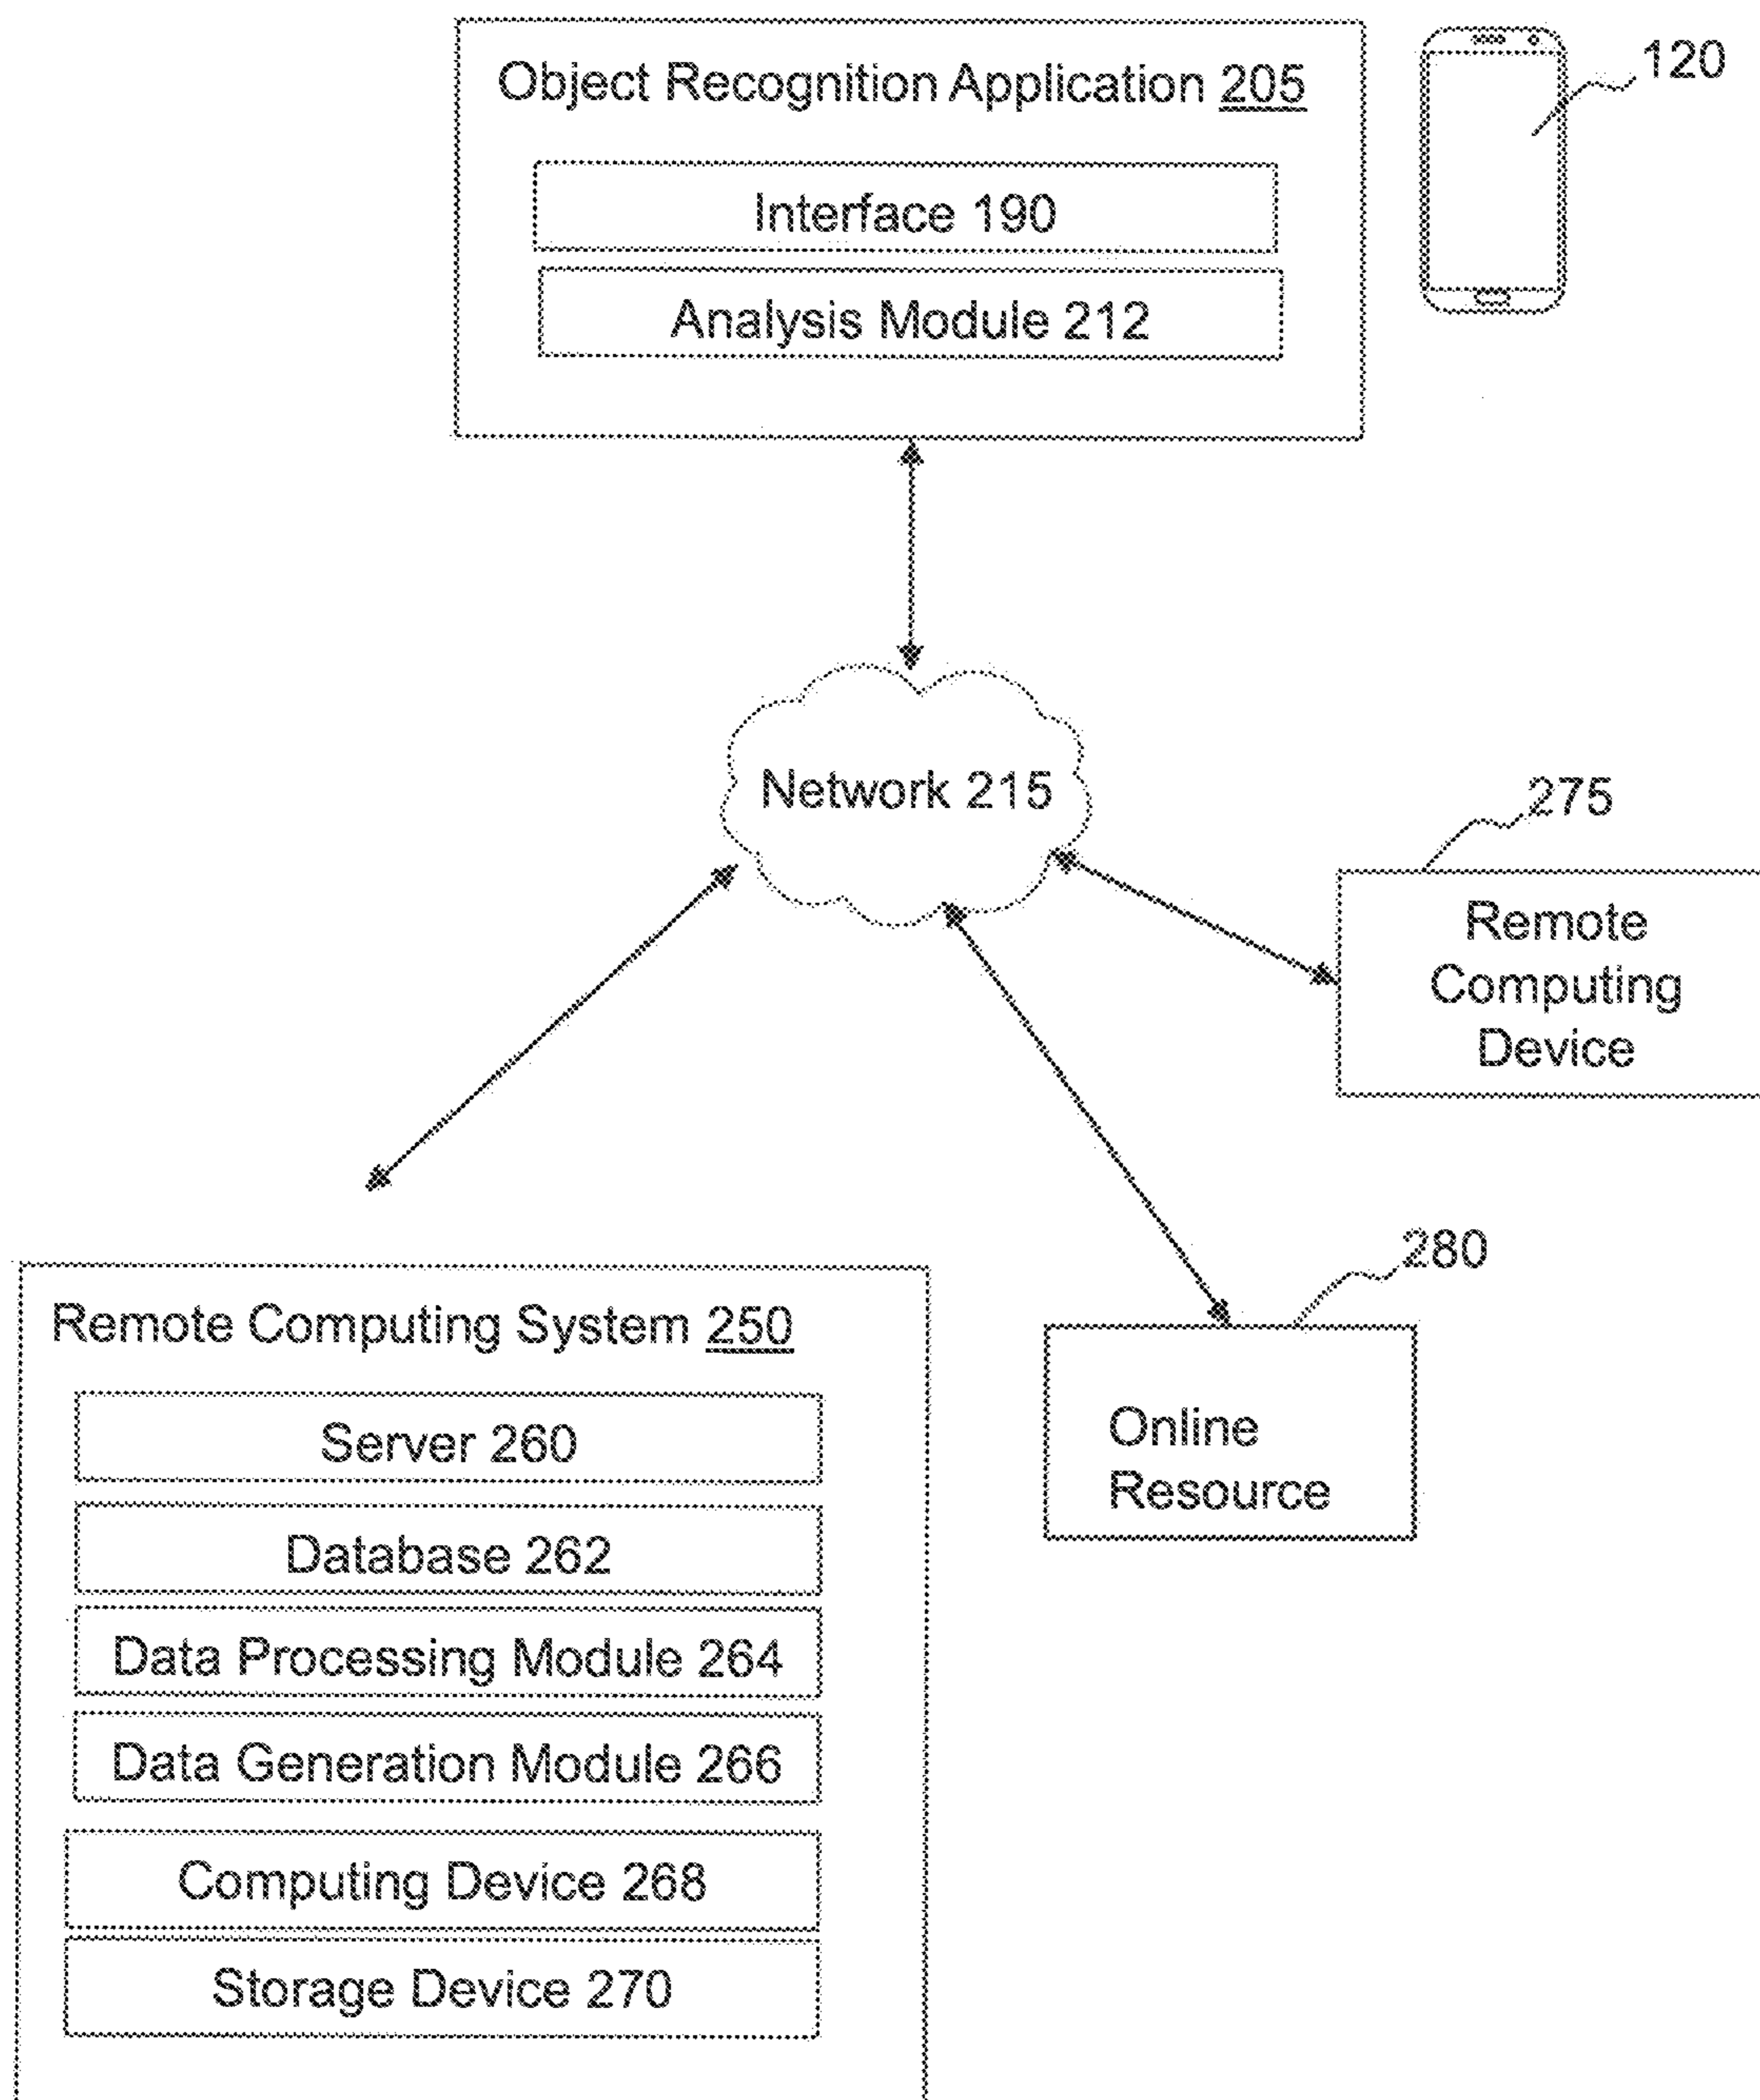 Object Recognition Application 205
120
Interface 190
Analysis Module 212
Network 215
275
Remote
Computing
Device
280
Remote Computing System 250
Server 260
Online
Resource
Database 262
Data Processing Module 264
Data Generation Module 266
Computing Device 268
Storage Device 270